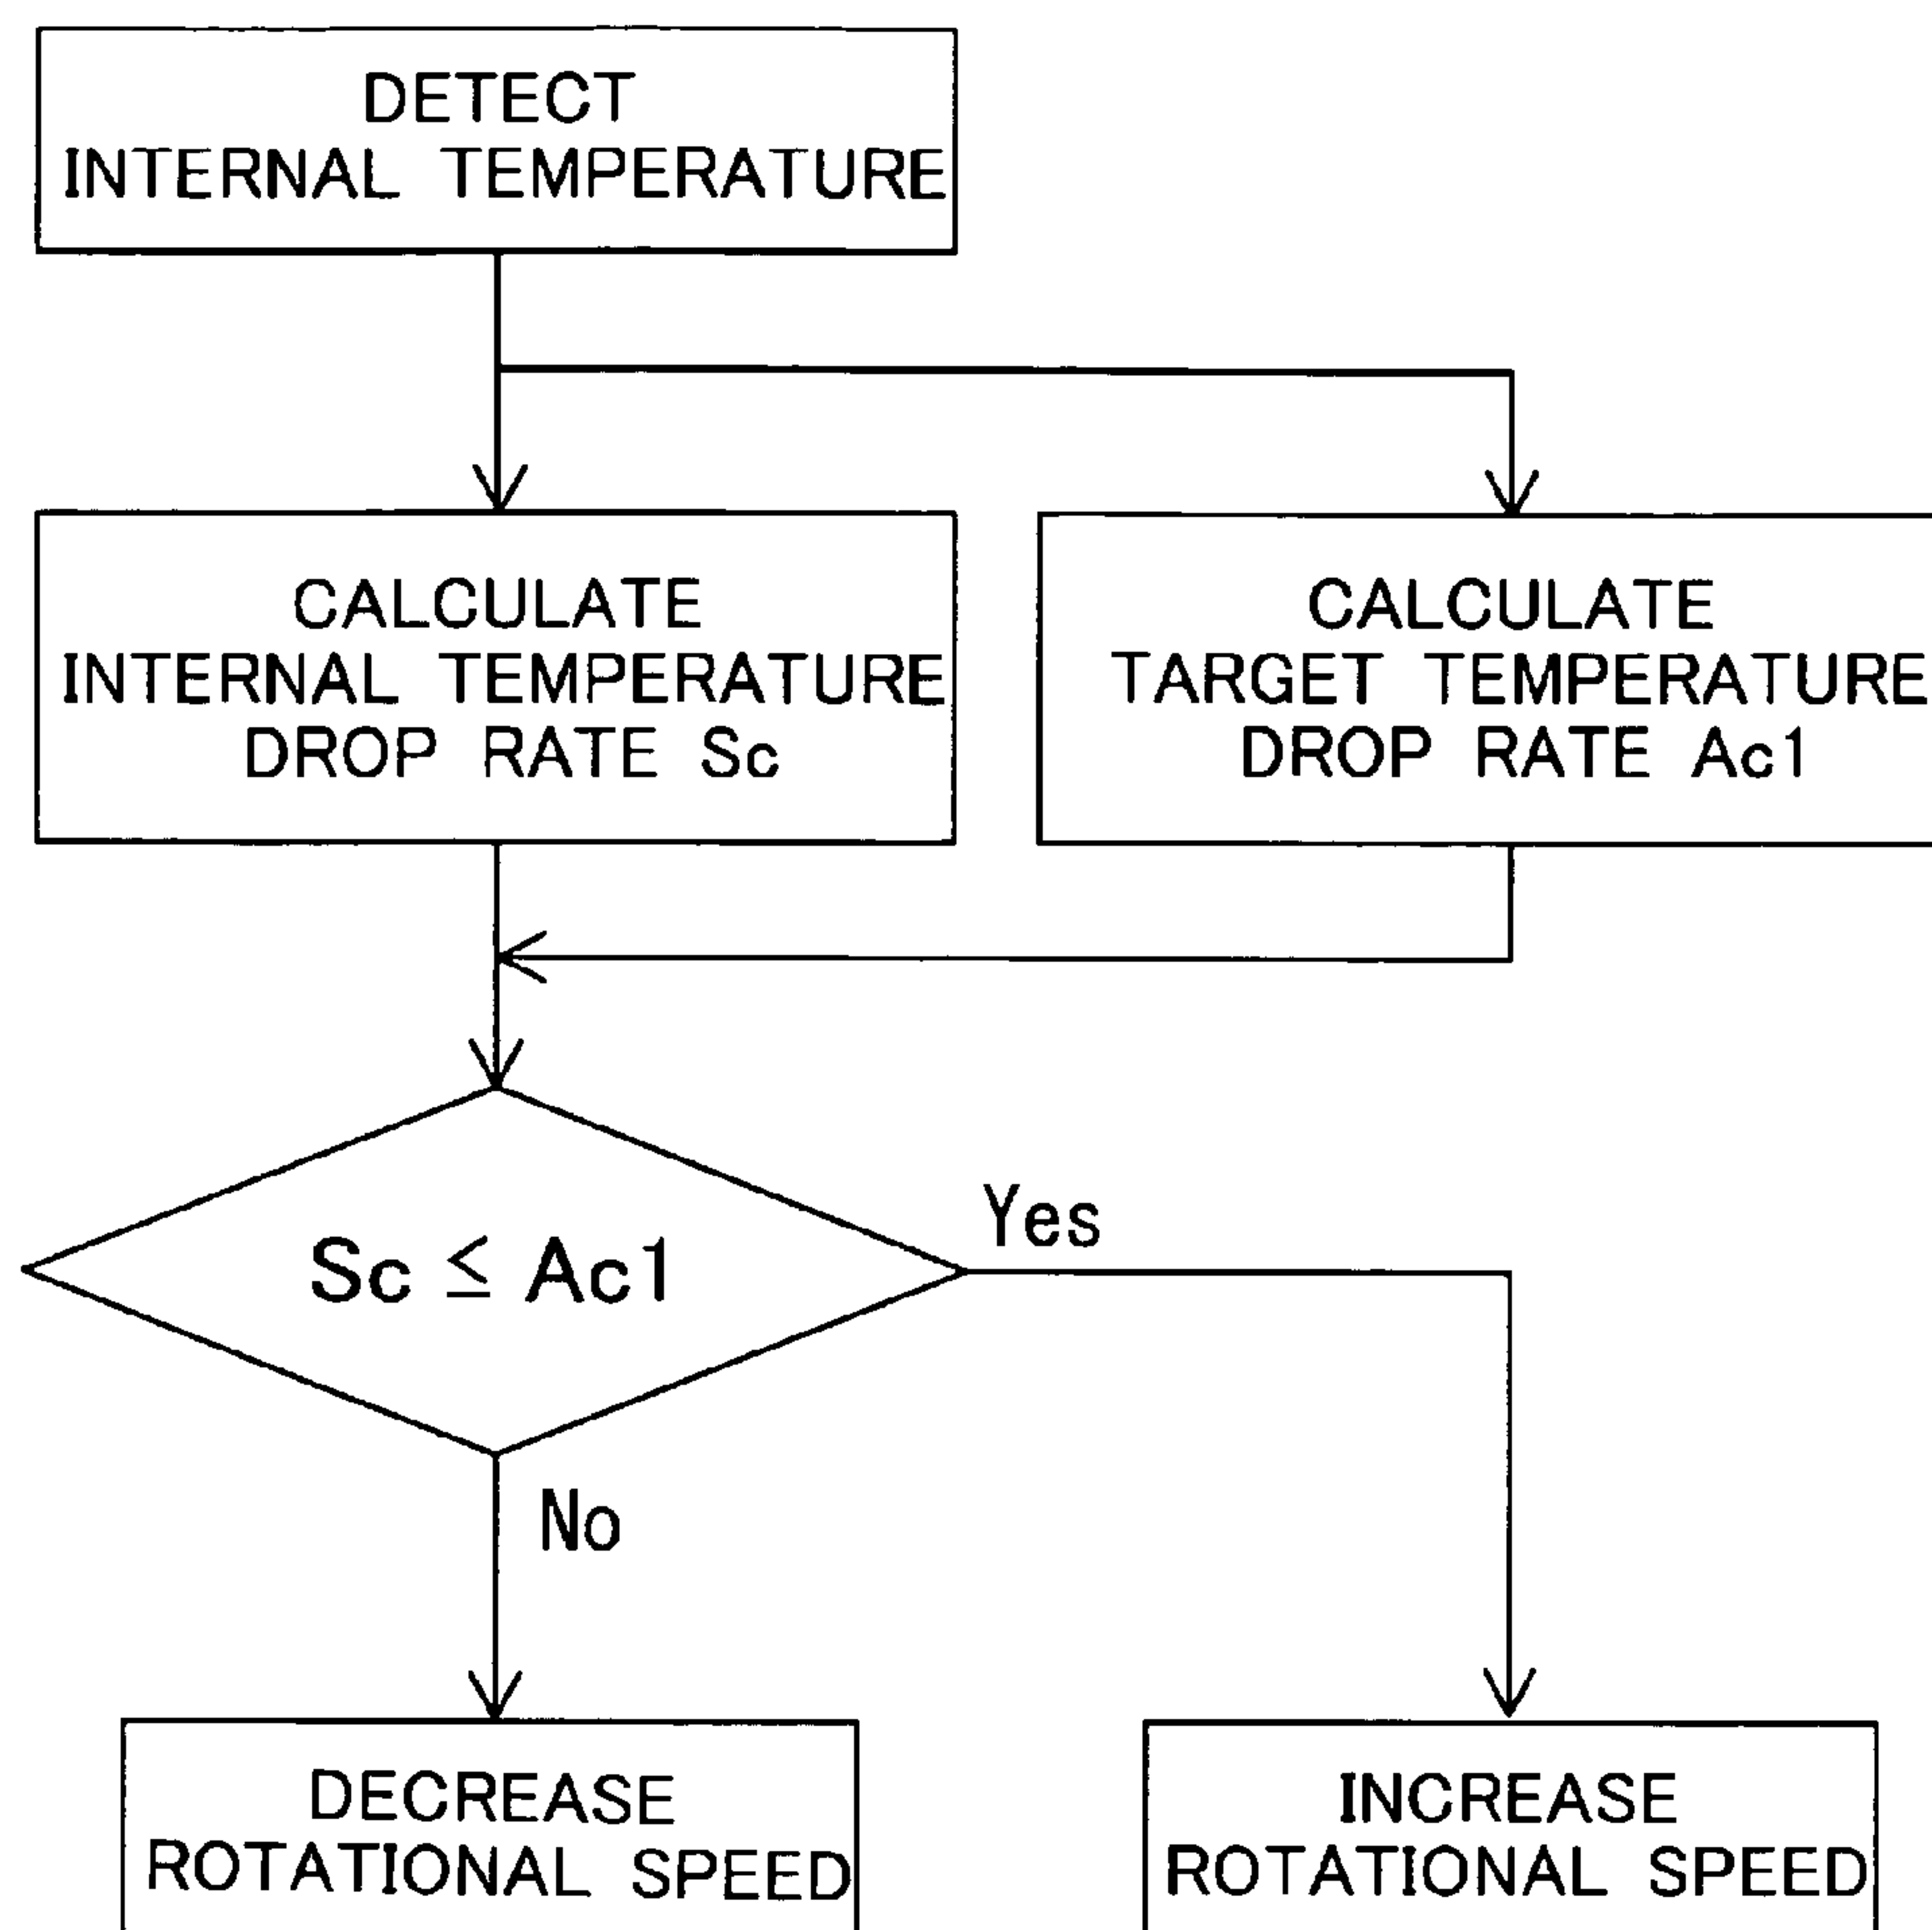 DETECT
INTERNAL TEMPERATURE
CALCULATE
INTERNAL TEMPERATURE
DROP RATE Sc
CALCULATE
TARGET TEMPERATURE
DROP RATE Ac1
Sc ≤ Ac1
Yes
No
DECREASE
ROTATIONAL SPEED
INCREASE
ROTATIONAL SPEED